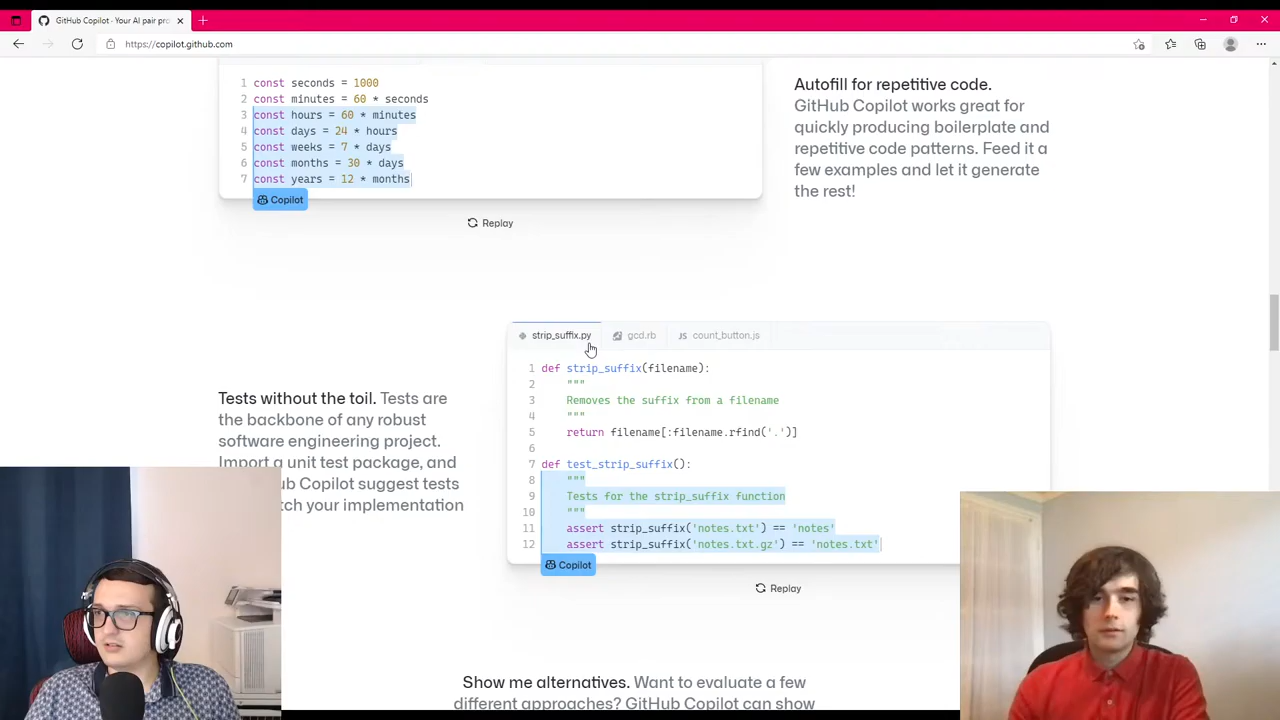 GitHub Copilot · Your AI pair pro
https://copilot.github.com
1 const seconds = 1000
2 const minutes = 60 * seconds
3 const hours = 60 * minutes
4 const days = 24 * hours
5 const weeks = 7 * days
6 const months = 30 * days
7 const years = 12 * months
Copilot
Replay
Autofill for repetitive code.
GitHub Copilot works great for
quickly producing boilerplate and
repetitive code patterns. Feed it a
few examples and let it generate
the rest!
Tests without the toil. Tests are
the backbone of any robust
software engineering project.
Import a unit test package, and
ub Copilot suggest tests
tch your implementation
strip_suffix.py gcd.rb JS count_button.js
1 def strip_suffix(filename):
2 """
3 Removes the suffix from a filename
4 """
5 return filename[:filename.rfind('.')]
6
7 def test_strip_suffix():
8 """
9 Tests for the strip_suffix function
10 """
11 assert strip_suffix('notes.txt') == 'notes'
12 assert strip_suffix('notes.txt.gz') == 'notes.txt'
Copilot
Replay
Show me alternatives. Want to evaluate a few
different approaches? GitHub Copilot can show